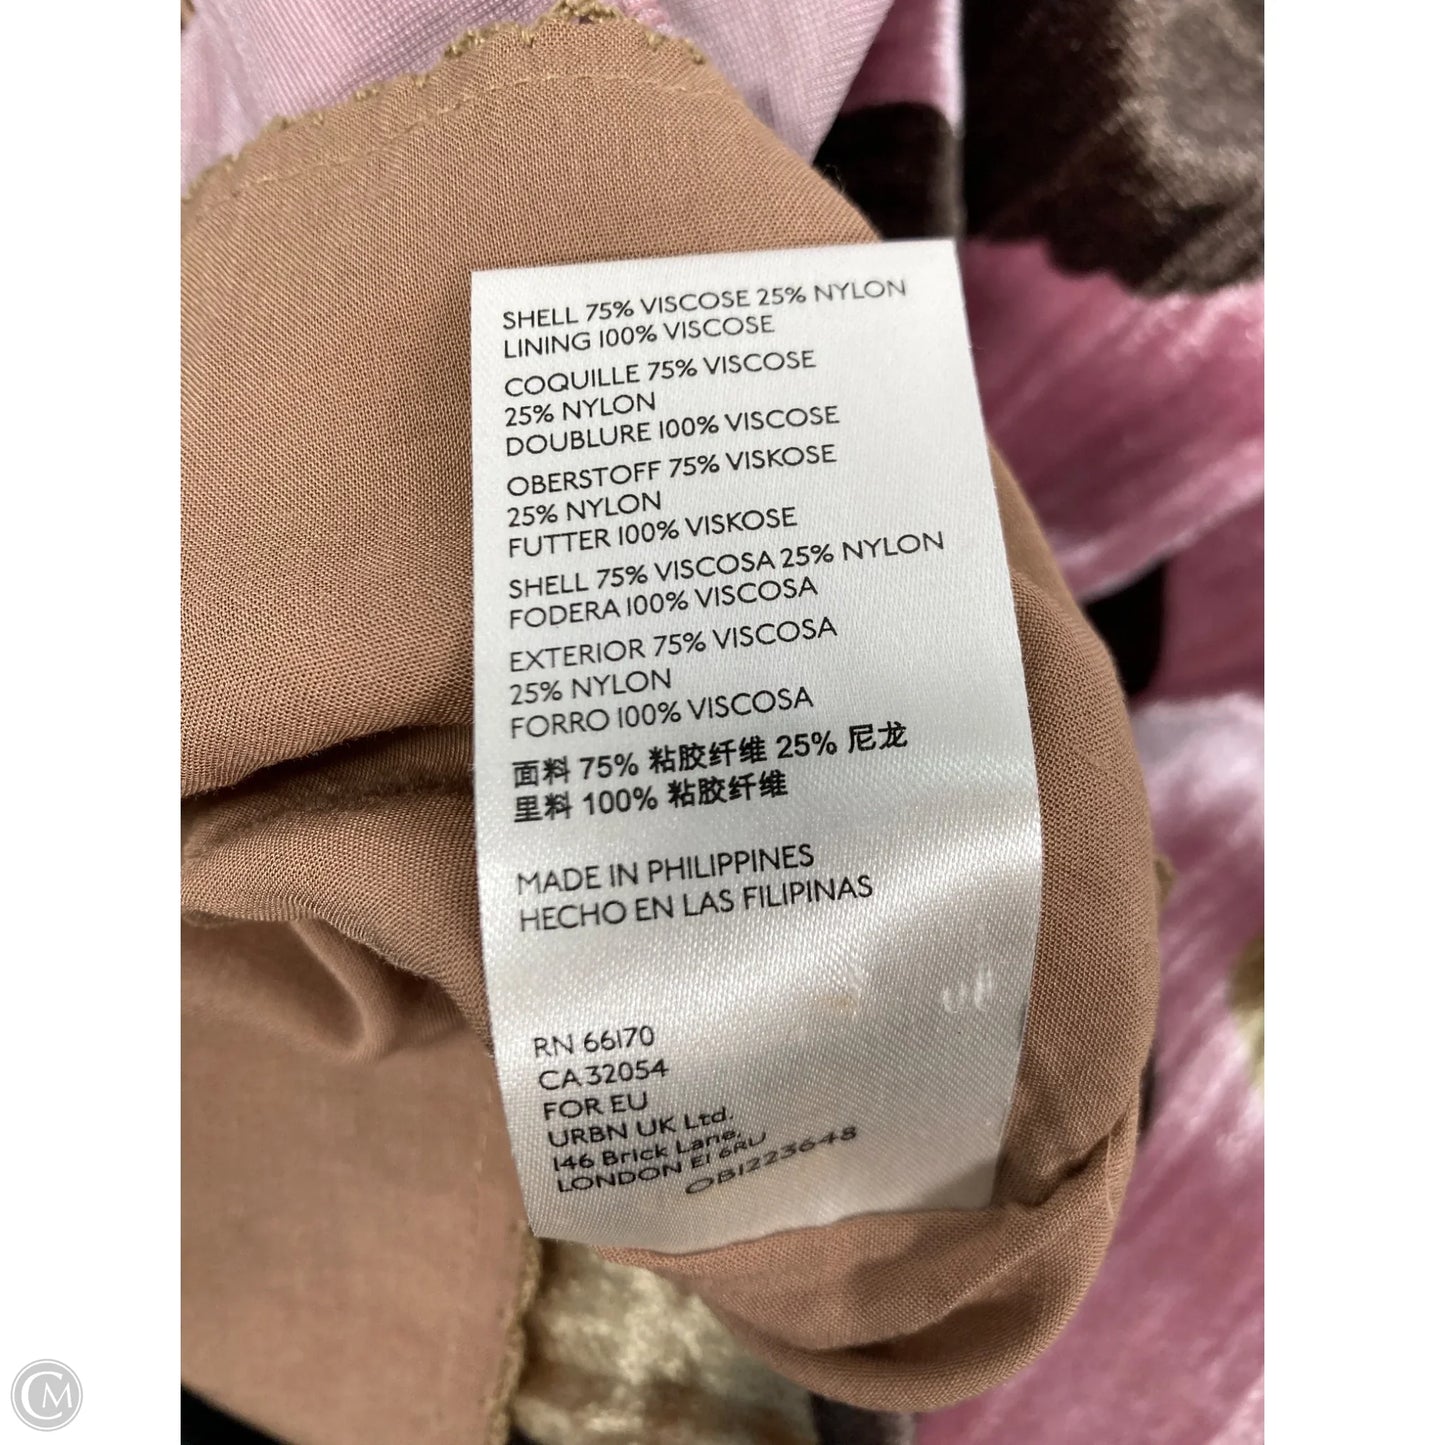 SHELL 75% VISCOSE 25% NYLON
LINING 100% VISCOSE
COQUILLE 75% VISCOSE
25% NYLON
DOUBLURE 100% VISCOSE
OBERSTOFF 75% VISKOSE
25% NYLON
FUTTER 100% VISKOSE
SHELL 75% VISCOSA 25% NYLON
FODERA 100% VISCOSA
EXTERIOR 75% VISCOSA
25% NYLON
FORRO 100% VISCOSA
面料 75% 粘胶纤维 25% 尼龙
里料 100% 粘胶纤维
MADE IN PHILIPPINES
HECHO EN LAS FILIPINAS
RN 66170
CA 32054
FOR EU
URBN UK Ltd.
146 Brick Lane,
LONDON E1 6RU
OB1223648
CM